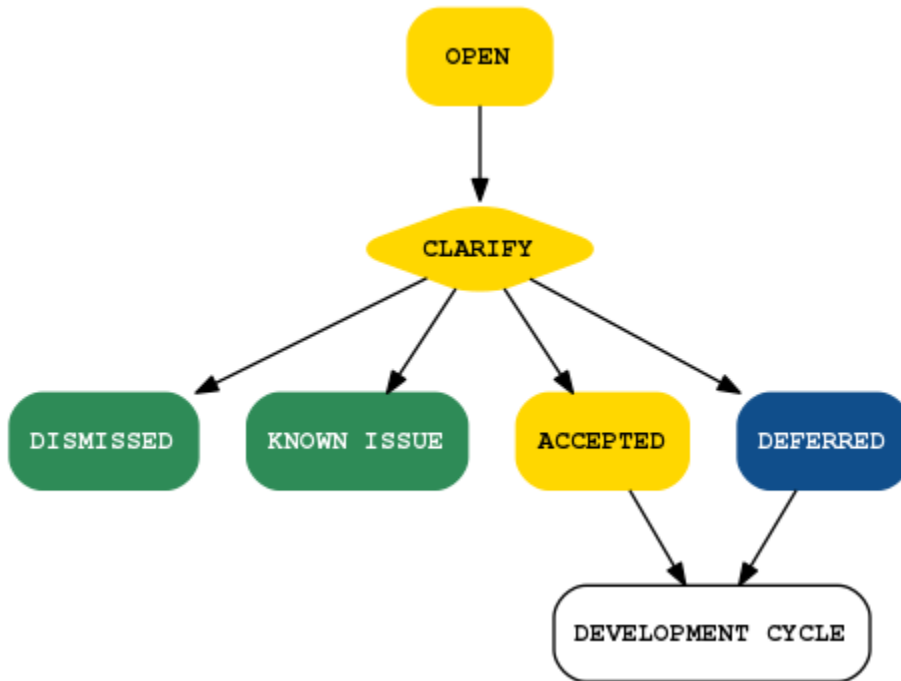 OPEN
CLARIFY
DISMISSED
KNOWN ISSUE
ACCEPTED
DEFERRED
DEVELOPMENT CYCLE